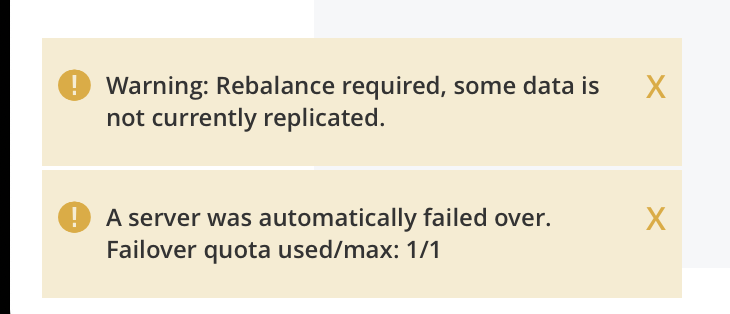 Warning: Rebalance required, some data is
not currently replicated.
X
A server was automatically failed over.
Failover quota used/max: 1/1
X